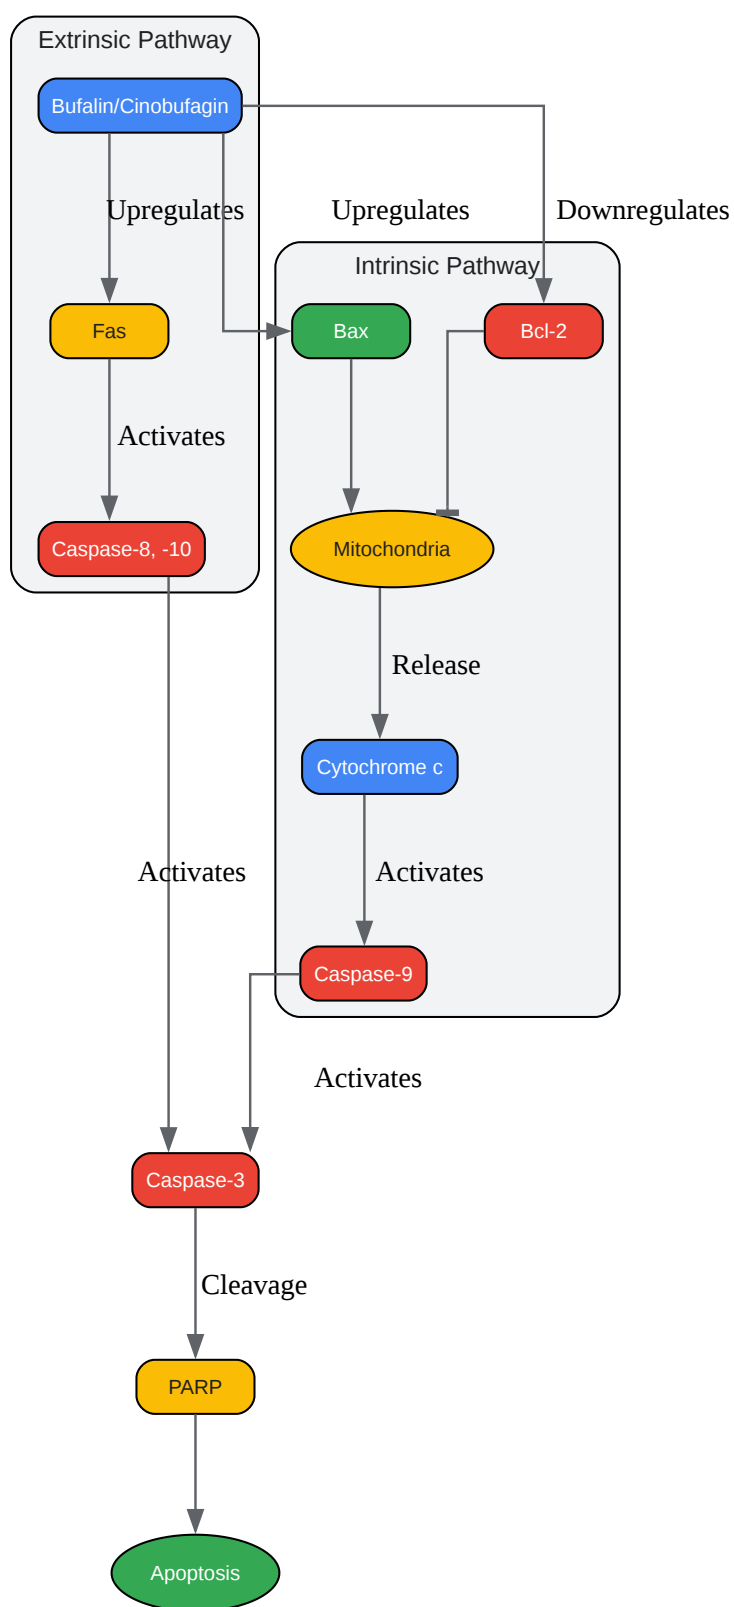 Extrinsic Pathway
Bufalin/Cinobufagin
Upregulates
Upregulates
Downregulates
Intrinsic Pathway
Fas
Bax
Bcl-2
Activates
Caspase-8, -10
Mitochondria
Release
Cytochrome c
Activates
Activates
Caspase-9
Activates
Caspase-3
Cleavage
PARP
Apoptosis